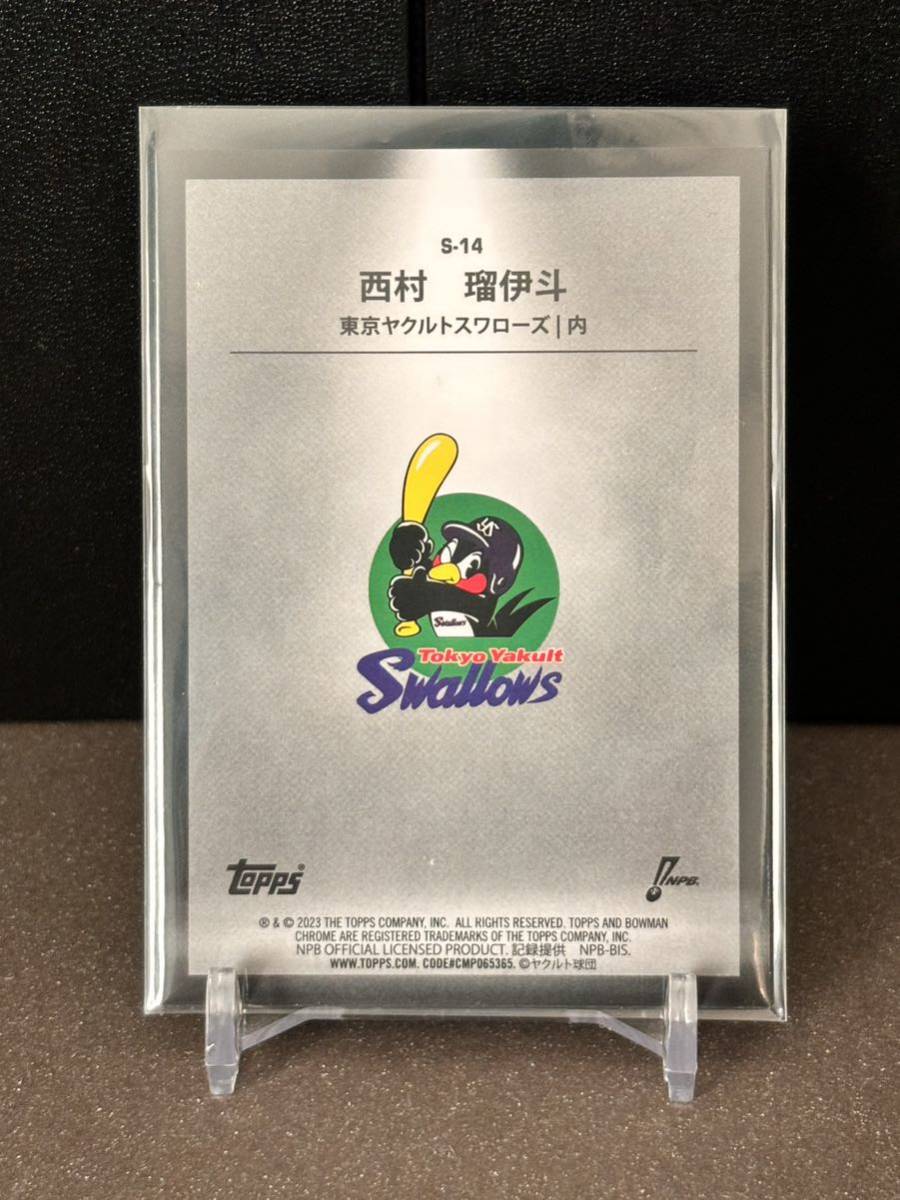 S-14
西村　瑠伊斗
東京ヤクルトスワローズ | 内
YS
Swallows
Tokyo Yakult
Swallows
Topps®
NPB®
® & © 2023 THE TOPPS COMPANY, INC. ALL RIGHTS RESERVED. TOPPS AND BOWMAN
CHROME ARE REGISTERED TRADEMARKS OF THE TOPPS COMPANY, INC.
NPB OFFICIAL LICENSED PRODUCT. 記録提供　NPB-BIS.
WWW.TOPPS.COM. CODE#CMP065365. ©ヤクルト球団